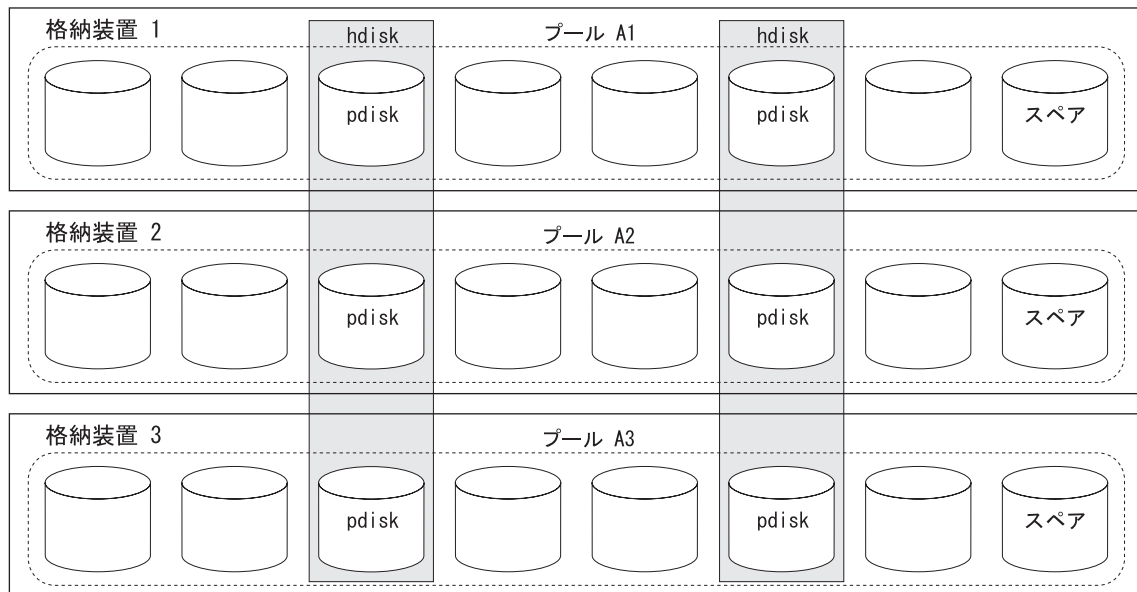 格納装置 1
hdisk
プール A1
hdisk
pdisk
pdisk
スペア
格納装置 2
プール A2
pdisk
pdisk
スペア
格納装置 3
プール A3
pdisk
pdisk
スペア